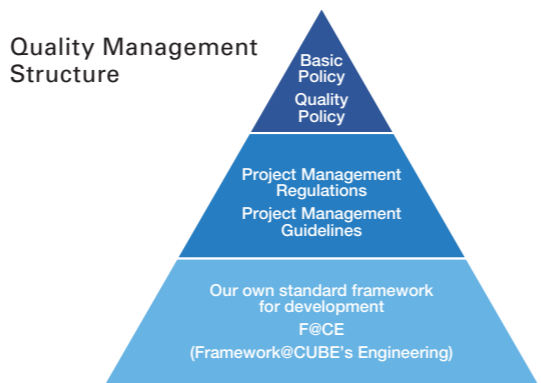 Quality Management
Structure
Basic
Policy
Quality
Policy
Project Management
Regulations
Project Management
Guidelines
Our own standard framework
for development
F@CE
(Framework@CUBE's Engineering)